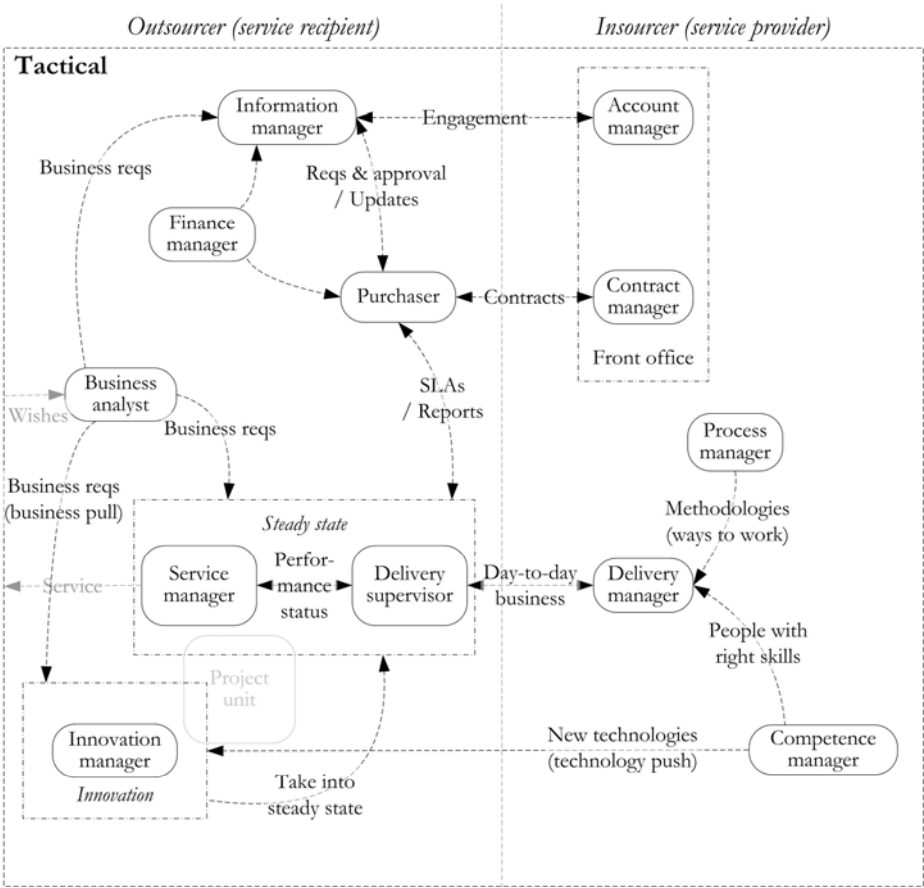 Outsourcer (service recipient)
Insourcer (service provider)
Tactical
Information
manager
Engagement
Account
manager
Business reqs
Reqs & approval
/ Updates
Finance
manager
Purchaser
Contracts
Contract
manager
Front office
Business
analyst
Wishes
SLAs
/ Reports
Business reqs
Process
manager
Business reqs
(business pull)
Methodologies
(ways to work)
Steady state
Service
Service
manager
Perfor-
mance
status
Delivery
supervisor
Day-to-day
business
Delivery
manager
People with
right skills
Project
unit
Innovation
manager
Innovation
New technologies
(technology push)
Competence
manager
Take into
steady state